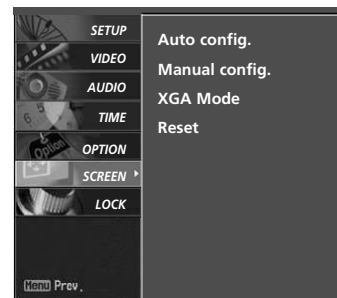 SETUP
VIDEO
AUDIO
TIME
OPTION
SCREEN
LOCK
Menu Prev.
Auto config.
Manual config.
XGA Mode
Reset